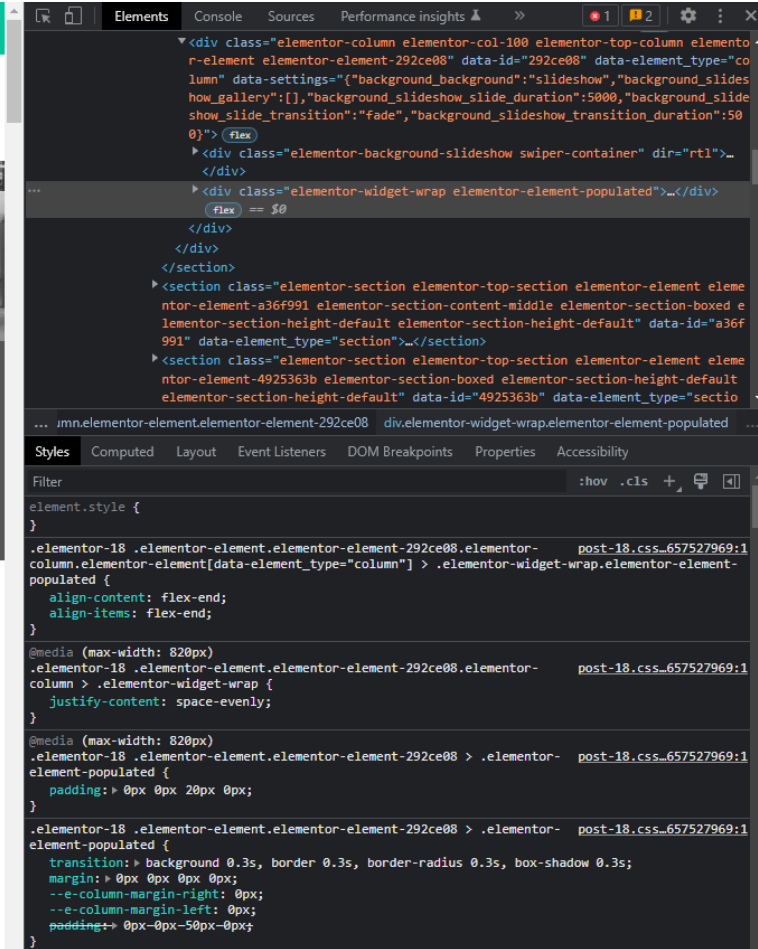 Elements Console Sources Performance insights » 1 2
<div class="elementor-column elementor-col-100 elementor-top-column elemento
r-element elementor-element-292ce08" data-id="292ce08" data-element_type="co
lumn" data-settings="{"background_background":"slideshow","background_slides
how_gallery":[],"background_slideshow_slide_duration":5000,"background_slide
show_slide_transition":"fade","background_slideshow_transition_duration":50
0}"> flex
<div class="elementor-background-slideshow swiper-container" dir="rtl">…
</div>
<div class="elementor-widget-wrap elementor-element-populated">…</div>
flex == $0
</div>
</div>
</section>
<section class="elementor-section elementor-top-section elementor-element eleme
ntor-element-a36f991 elementor-section-content-middle elementor-section-boxed e
lementor-section-height-default elementor-section-height-default" data-id="a36f
991" data-element_type="section">…</section>
<section class="elementor-section elementor-top-section elementor-element eleme
ntor-element-4925363b elementor-section-boxed elementor-section-height-default
elementor-section-height-default" data-id="4925363b" data-element_type="sectio
... umn.elementor-element.elementor-element-292ce08 div.elementor-widget-wrap.elementor-element-populated ...
Styles Computed Layout Event Listeners DOM Breakpoints Properties Accessibility
Filter :hov .cls +
element.style {
}
.elementor-18 .elementor-element.elementor-element-292ce08.elementor- post-18.css…657527969:1
column.elementor-element[data-element_type="column"] > .elementor-widget-wrap.elementor-element-
populated {
align-content: flex-end;
align-items: flex-end;
}
@media (max-width: 820px)
.elementor-18 .elementor-element.elementor-element-292ce08.elementor- post-18.css…657527969:1
column > .elementor-widget-wrap {
justify-content: space-evenly;
}
@media (max-width: 820px)
.elementor-18 .elementor-element.elementor-element-292ce08 > .elementor- post-18.css…657527969:1
element-populated {
padding: 0px 0px 20px 0px;
}
.elementor-18 .elementor-element.elementor-element-292ce08 > .elementor- post-18.css…657527969:1
element-populated {
transition: background 0.3s, border 0.3s, border-radius 0.3s, box-shadow 0.3s;
margin: 0px 0px 0px 0px;
--e-column-margin-right: 0px;
--e-column-margin-left: 0px;
padding: 0px 0px 50px 0px;
}